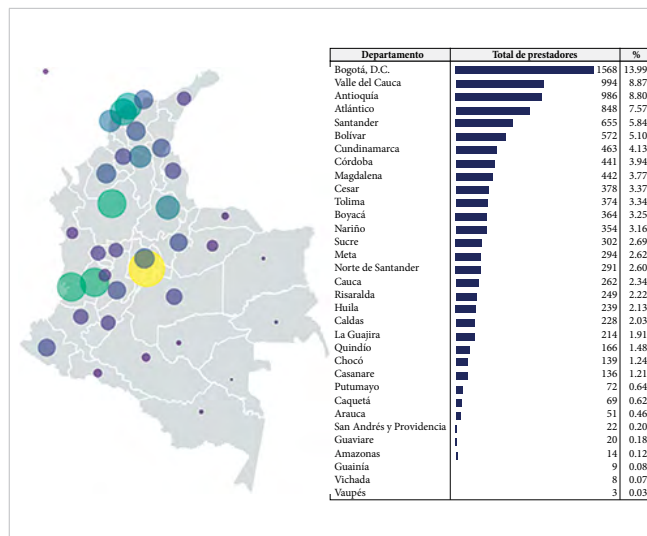 Departamento Total de prestadores %
Bogotá, D.C. 1568 13.99
Valle del Cauca 994 8.87
Antioquía 986 8.80
Atlántico 848 7.57
Santander 655 5.84
Bolívar 572 5.10
Cundinamarca 463 4.13
Córdoba 441 3.94
Magdalena 442 3.77
Cesar 378 3.37
Tolima 374 3.34
Boyacá 364 3.25
Nariño 354 3.16
Sucre 302 2.69
Meta 294 2.62
Norte de Santander 291 2.60
Cauca 262 2.34
Risaralda 249 2.22
Huila 239 2.13
Caldas 228 2.03
La Guajira 214 1.91
Quindío 166 1.48
Chocó 139 1.24
Casanare 136 1.21
Putumayo 72 0.64
Caquetá 69 0.62
Arauca 51 0.46
San Andrés y Providencia 22 0.20
Guaviare 20 0.18
Amazonas 14 0.12
Guainía 9 0.08
Vichada 8 0.07
Vaupés 3 0.03